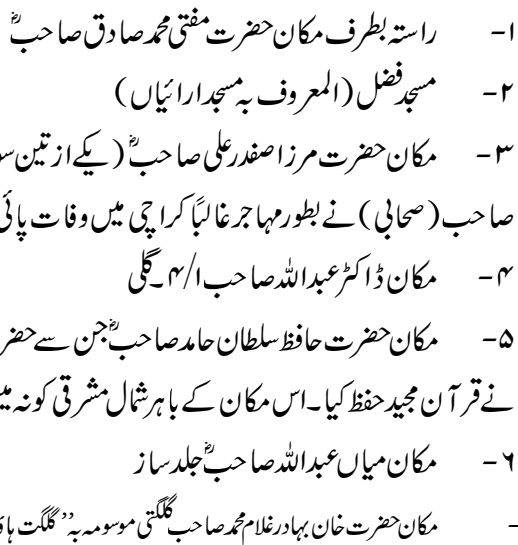 ۱- راستہ بطرف مکان حضرت مفتی محمد صادق صاحبؓ
۲- مسجد فضل (المعروف بہ مسجد ارائیاں)
۳- مکان حضرت مرزا صفدر علی صاحبؓ (یکے از تین سو
صاحب (صحابی) نے بطور مہاجر غالباً کراچی میں وفات پائی
۴- مکان ڈاکٹر عبداللہ صاحب ۴/۱۔گلی
۵- مکان حضرت حافظ سلطان حامد صاحبؓ جن سے حضر
نے قرآن مجید حفظ کیا۔ اس مکان کے باہر شمال مشرقی کونہ میں
۶- مکان میاں عبداللہ صاحبؓ جلد ساز
- مکان حضرت خان بہادر غلام محمد صاحب گلگتی موسومہ بہ ’’گلگت ہاؤ